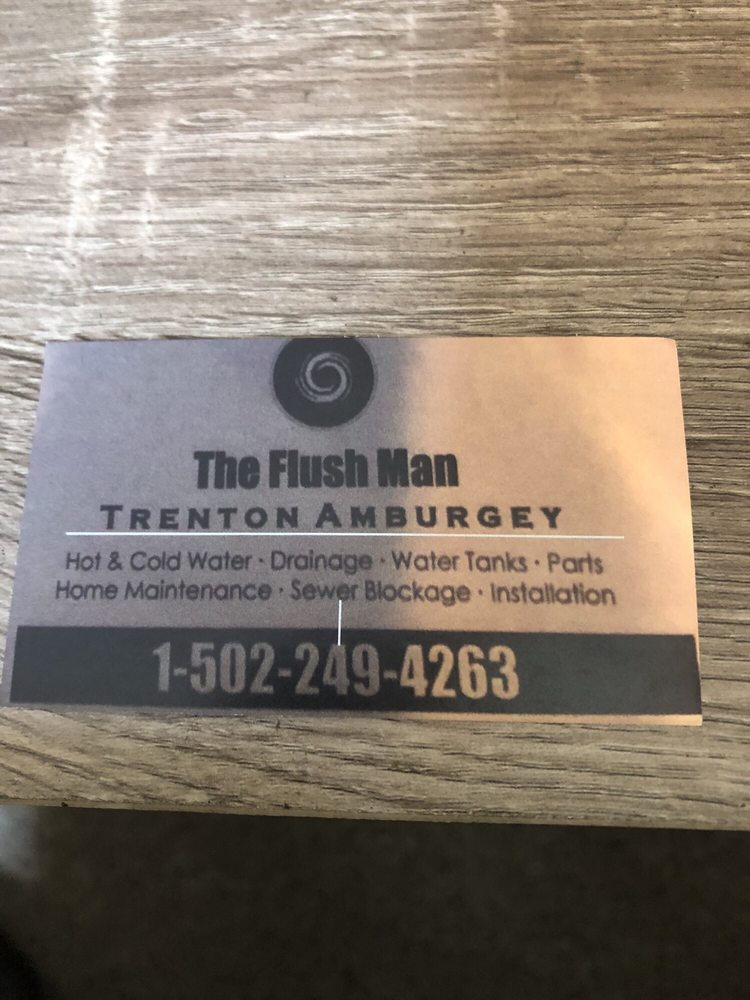 The Flush Man
TRENTON AMBURGEY
Hot & Cold Water · Drainage · Water Tanks · Parts
Home Maintenance · Sewer Blockage · Installation
1-502-249-4263